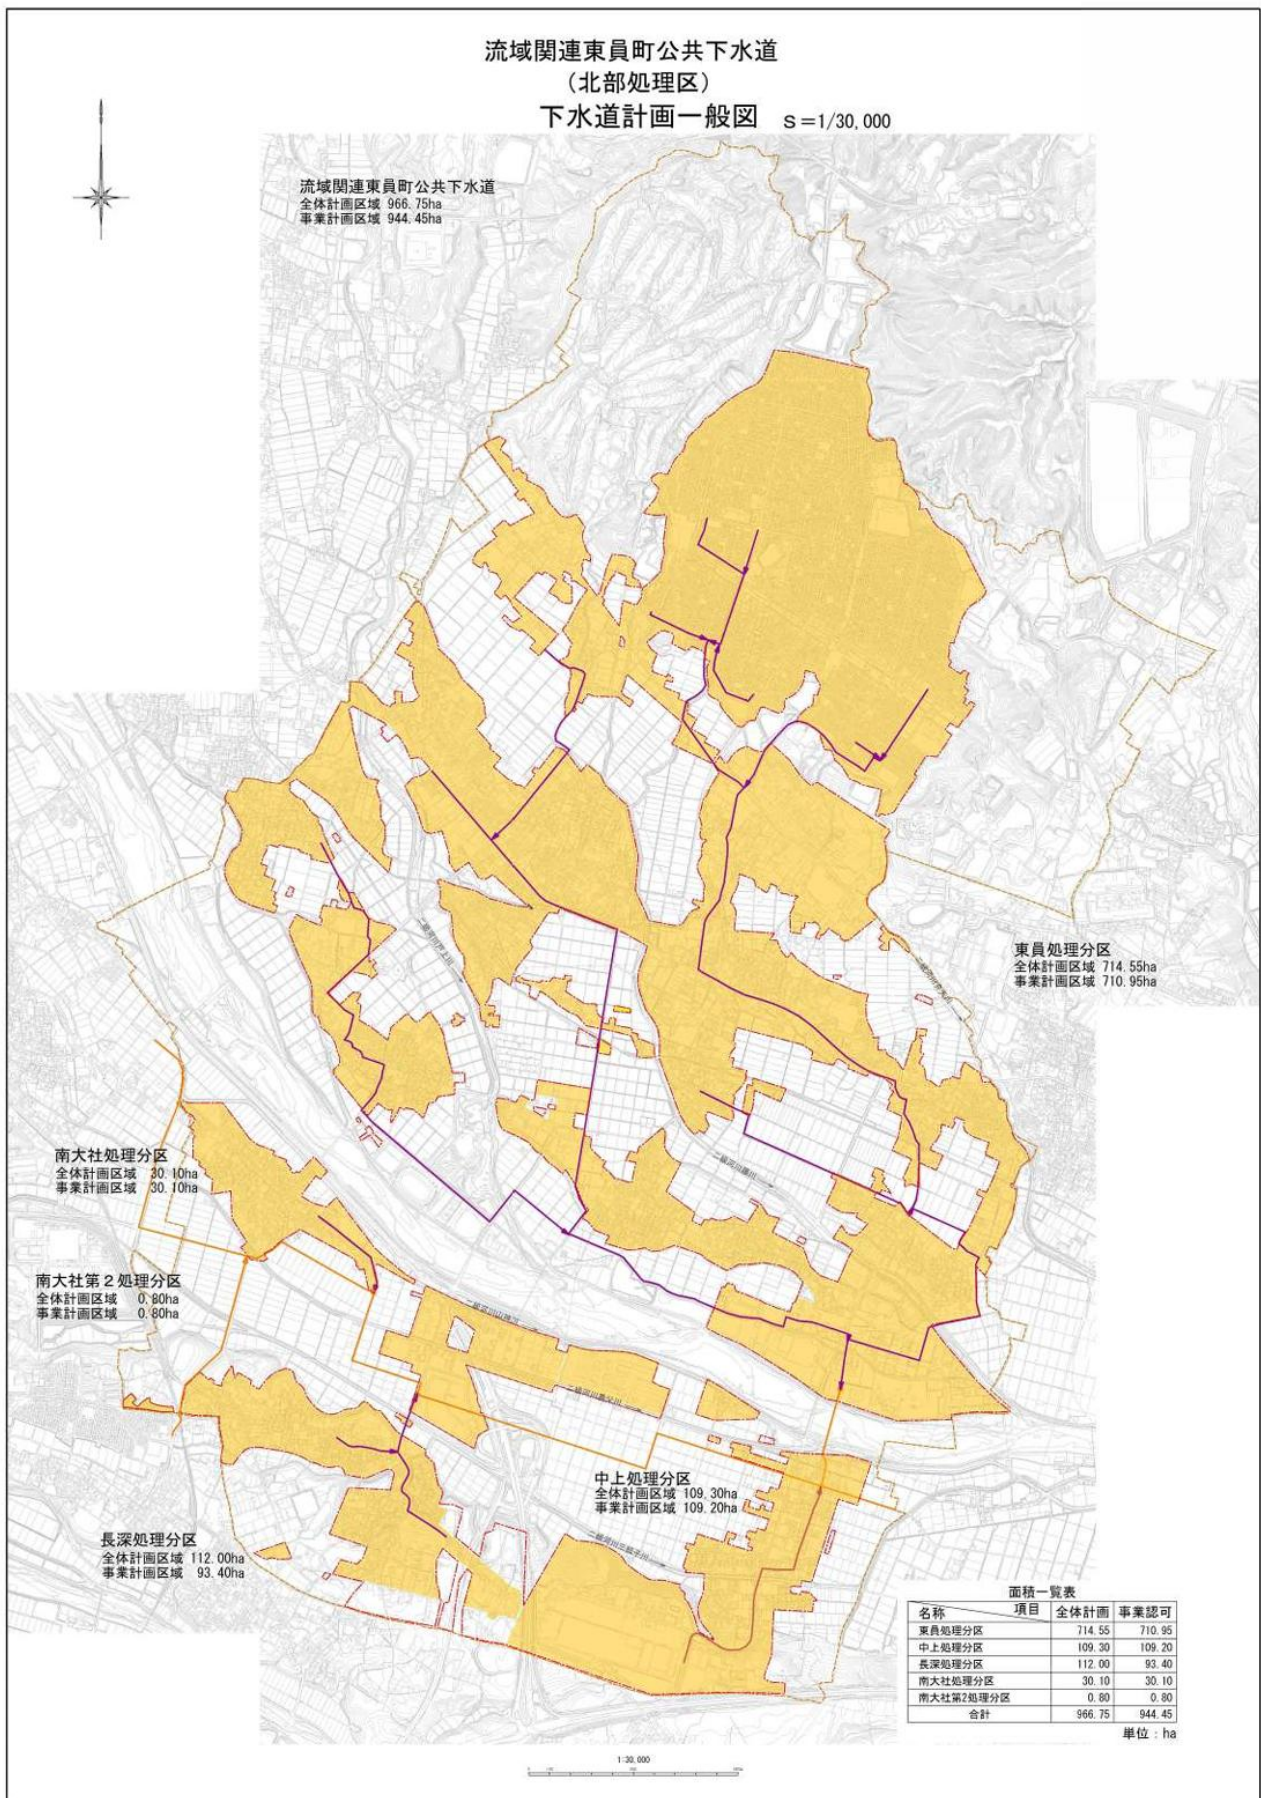 流域関連東員町公共下水道
(北部処理区)
下水道計画一般図 S=1/30,000
流域関連東員町公共下水道
全体計画区域 966.75ha
事業計画区域 944.45ha
東員処理分区
全体計画区域 714.55ha
事業計画区域 710.95ha
南大社処理分区
全体計画区域 30.10ha
事業計画区域 30.10ha
南大社第2処理分区
全体計画区域 0.80ha
事業計画区域 0.80ha
中上処理分区
全体計画区域 109.30ha
事業計画区域 109.20ha
長深処理分区
全体計画区域 112.00ha
事業計画区域 93.40ha
面積一覧表
名称 項目 全体計画 事業認可
東員処理分区 714.55 710.95
中上処理分区 109.30 109.20
長深処理分区 112.00 93.40
南大社処理分区 30.10 30.10
南大社第2処理分区 0.80 0.80
合計 966.75 944.45
単位:ha
1:30,000